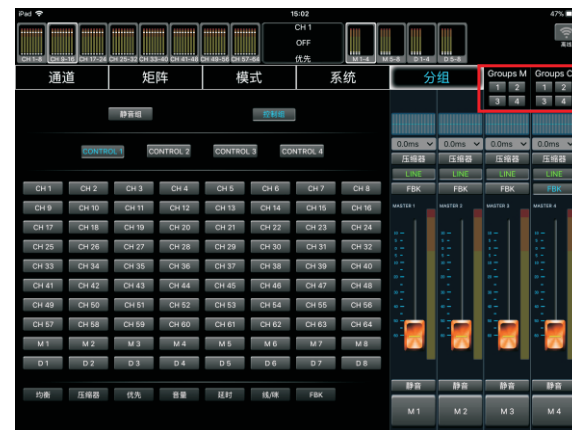 iPad 15:02 47%
CH 1
OFF
优先
离线
CH 1-8 CH 9-16 CH 17-24 CH 25-32 CH 33-40 CH 41-48 CH 49-56 CH 57-64 M 1-4 M 5-8 D 1-4 D 5-8
通道 矩阵 模式 系统 分组 Groups M Groups C
1 2 1 2
3 4 3 4
静音组 控制组
CONTROL 1 CONTROL 2 CONTROL 3 CONTROL 4
0.0ms 0.0ms 0.0ms 0.0ms
压缩器 压缩器 压缩器 压缩器
LINE LINE LINE LINE
FBK FBK FBK FBK
MASTER 1 MASTER 2 MASTER 3 MASTER 4
CH 1 CH 2 CH 3 CH 4 CH 5 CH 6 CH 7 CH 8
CH 9 CH 10 CH 11 CH 12 CH 13 CH 14 CH 15 CH 16
CH 17 CH 18 CH 19 CH 20 CH 21 CH 22 CH 23 CH 24
CH 25 CH 26 CH 27 CH 28 CH 29 CH 30 CH 31 CH 32
CH 33 CH 34 CH 35 CH 36 CH 37 CH 38 CH 39 CH 40
CH 41 CH 42 CH 43 CH 44 CH 45 CH 46 CH 47 CH 48
CH 49 CH 50 CH 51 CH 52 CH 53 CH 54 CH 55 CH 56
CH 57 CH 58 CH 59 CH 60 CH 61 CH 62 CH 63 CH 64
M 1 M 2 M 3 M 4 M 5 M 6 M 7 M 8
D 1 D 2 D 3 D 4 D 5 D 6 D 7 D 8
均衡 压缩器 优先 音量 延时 线/咪 FBK
静音 静音 静音 静音
M 1 M 2 M 3 M 4